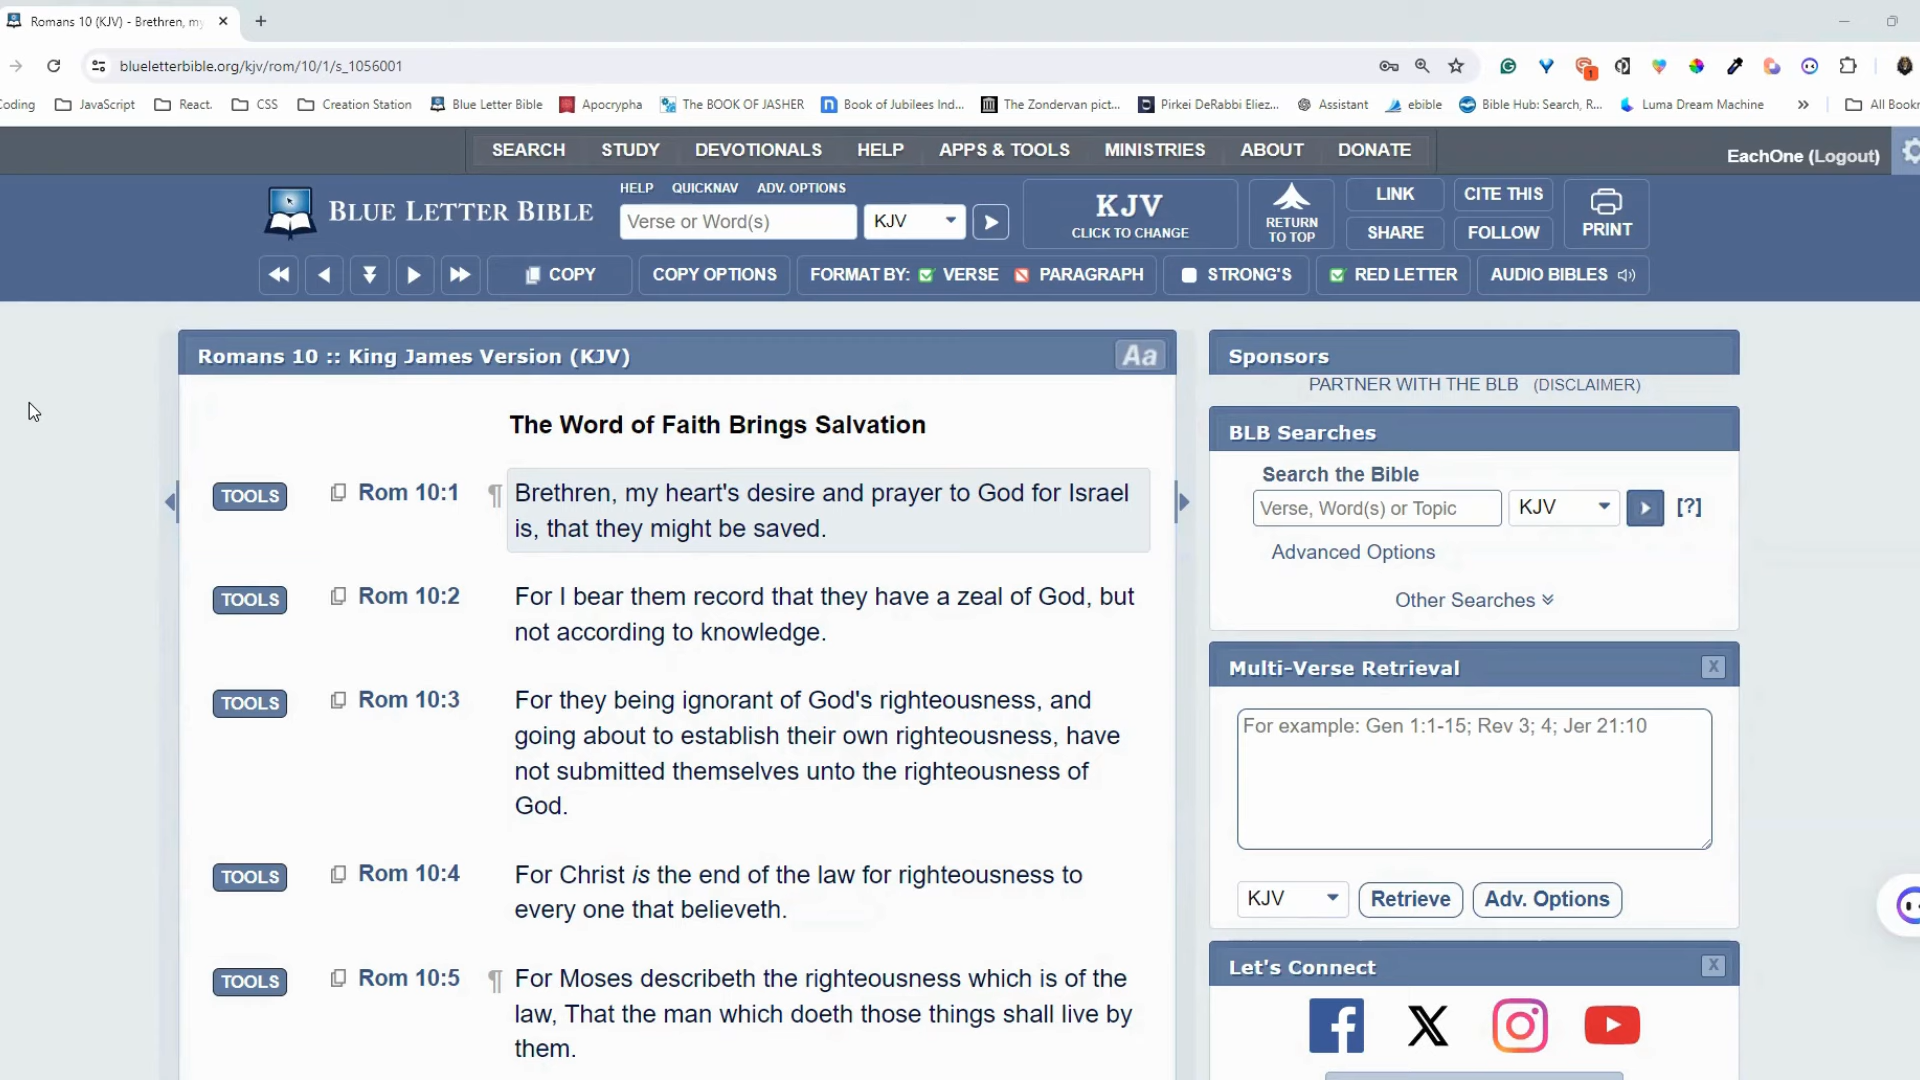 Romans 10 (KJV) - Brethren, my
blueletterbible.org/kjv/rom/10/1/s_1056001
1
Coding JavaScript React. CSS Creation Station Blue Letter Bible Apocrypha The BOOK OF JASHER Book of Jubilees Ind... The Zondervan pict... Pirkei DeRabbi Eliez... Assistant ebible Bible Hub: Search, R... Luma Dream Machine » All Bookr
SEARCH STUDY DEVOTIONALS HELP APPS & TOOLS MINISTRIES ABOUT DONATE
EachOne (Logout)
BLUE LETTER BIBLE
HELP QUICKNAV ADV. OPTIONS
Verse or Word(s) KJV
KJV
CLICK TO CHANGE
RETURN
TO TOP
LINK CITE THIS
SHARE FOLLOW
PRINT
COPY COPY OPTIONS FORMAT BY: VERSE PARAGRAPH STRONG'S RED LETTER AUDIO BIBLES
Romans 10 :: King James Version (KJV) Aa
The Word of Faith Brings Salvation
TOOLS Rom 10:1 ¶ Brethren, my heart's desire and prayer to God for Israel
is, that they might be saved.
TOOLS Rom 10:2 For I bear them record that they have a zeal of God, but
not according to knowledge.
TOOLS Rom 10:3 For they being ignorant of God's righteousness, and
going about to establish their own righteousness, have
not submitted themselves unto the righteousness of
God.
TOOLS Rom 10:4 For Christ is the end of the law for righteousness to
every one that believeth.
TOOLS Rom 10:5 ¶ For Moses describeth the righteousness which is of the
law, That the man which doeth those things shall live by
them.
Sponsors
PARTNER WITH THE BLB (DISCLAIMER)
BLB Searches
Search the Bible
Verse, Word(s) or Topic KJV [?]
Advanced Options
Other Searches
Multi-Verse Retrieval X
For example: Gen 1:1-15; Rev 3; 4; Jer 21:10
KJV Retrieve Adv. Options
Let's Connect X